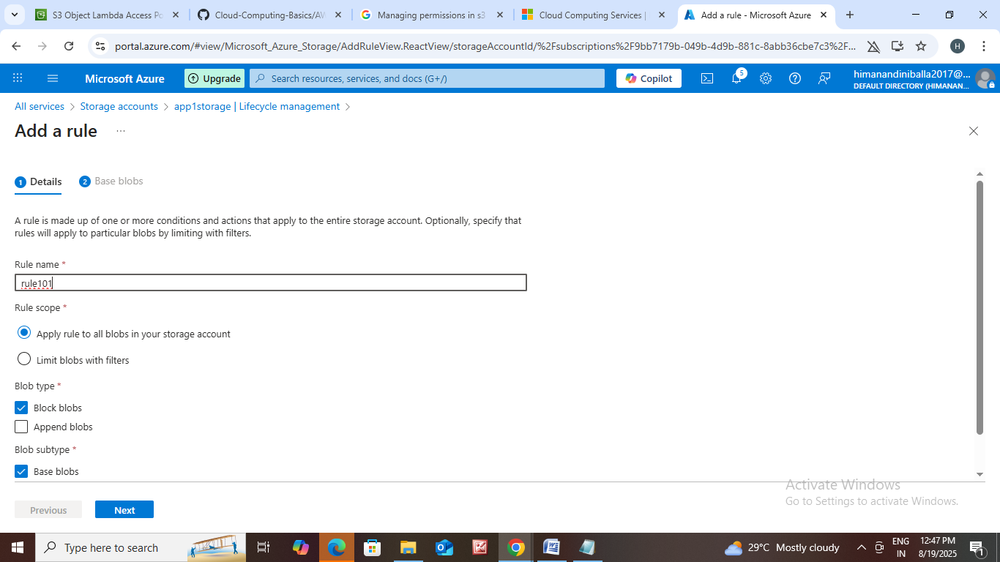 S3 Object Lambda Access Po
Cloud-Computing-Basics/AW
Managing permissions in s3
Cloud Computing Services |
Add a rule - Microsoft Azure
portal.azure.com/#view/Microsoft_Azure_Storage/AddRuleView.ReactView/storageAccountId/%2Fsubscriptions%2F9bb7179b-049b-4d9b-881c-8abb36cbe7c3%2F...
H
Microsoft Azure
Upgrade
Search resources, services, and docs (G+/)
Copilot
5
himanandiniballa2017@...
DEFAULT DIRECTORY (HIMANAN...
All services > Storage accounts > app1storage | Lifecycle management >
Add a rule ...
1 Details
2 Base blobs
A rule is made up of one or more conditions and actions that apply to the entire storage account. Optionally, specify that
rules will apply to particular blobs by limiting with filters.
Rule name *
rule101
Rule scope *
Apply rule to all blobs in your storage account
Limit blobs with filters
Blob type *
Block blobs
Append blobs
Blob subtype *
Base blobs
Activate Windows
Go to Settings to activate Windows.
Previous
Next
Type here to search
29°C Mostly cloudy
ENG
IN
12:47 PM
8/19/2025
1